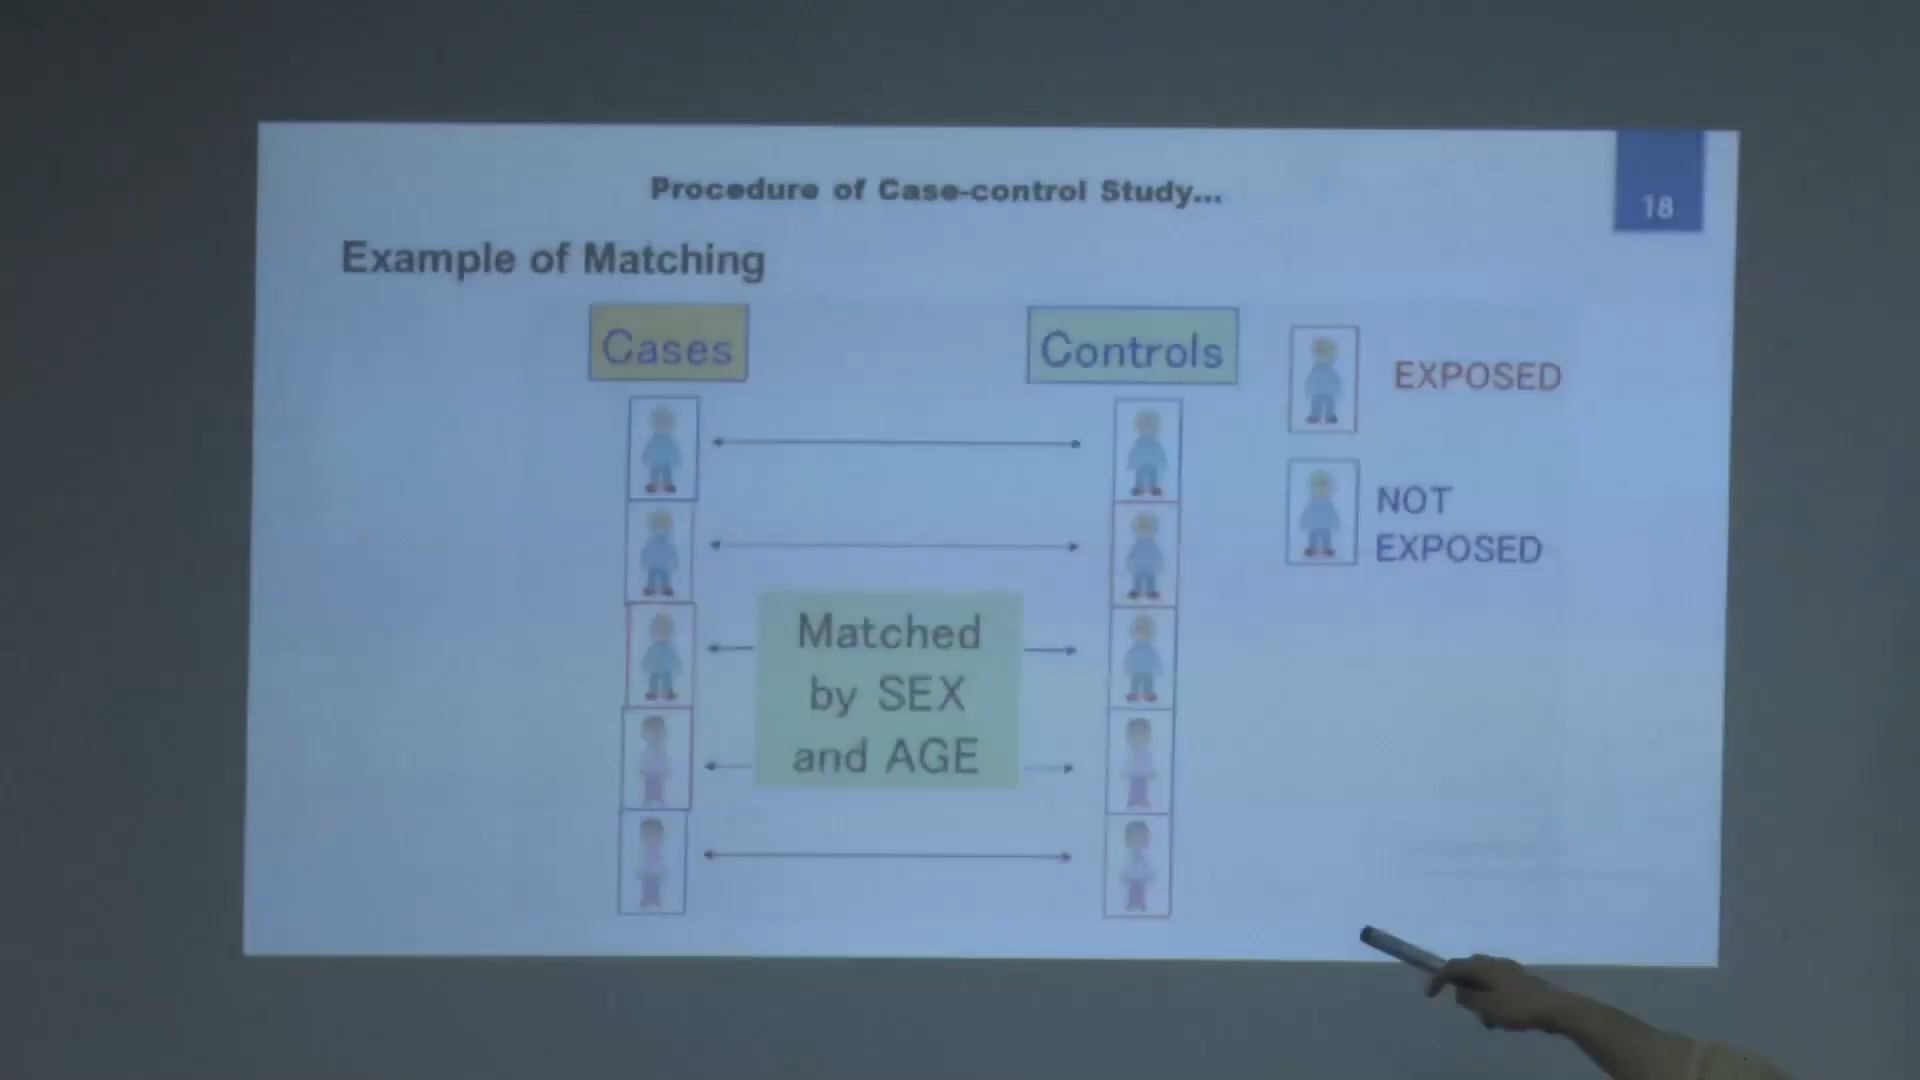 Procedure of Case-control Study...
18
Example of Matching
Cases
Controls
EXPOSED
NOT
EXPOSED
Matched
by SEX
and AGE